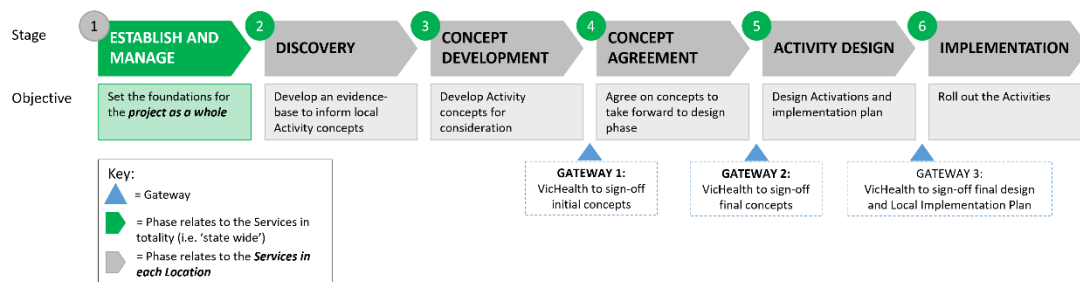 Stage
1
ESTABLISH AND
MANAGE
2
DISCOVERY
3
CONCEPT
DEVELOPMENT
4
CONCEPT
AGREEMENT
5
ACTIVITY DESIGN
6
IMPLEMENTATION
Objective
Set the foundations for
the project as a whole
Develop an evidence-
base to inform local
Activity concepts
Develop Activity
concepts for
consideration
Agree on concepts to
take forward to design
phase
Design Activations and
implementation plan
Roll out the Activities
GATEWAY 1:
VicHealth to sign-off
initial concepts
GATEWAY 2:
VicHealth to sign-off
final concepts
GATEWAY 3:
VicHealth to sign-off final design
and Local Implementation Plan
Key:
= Gateway
= Phase relates to the Services in
totality (i.e. ‘state wide’)
= Phase relates to the Services in
each Location